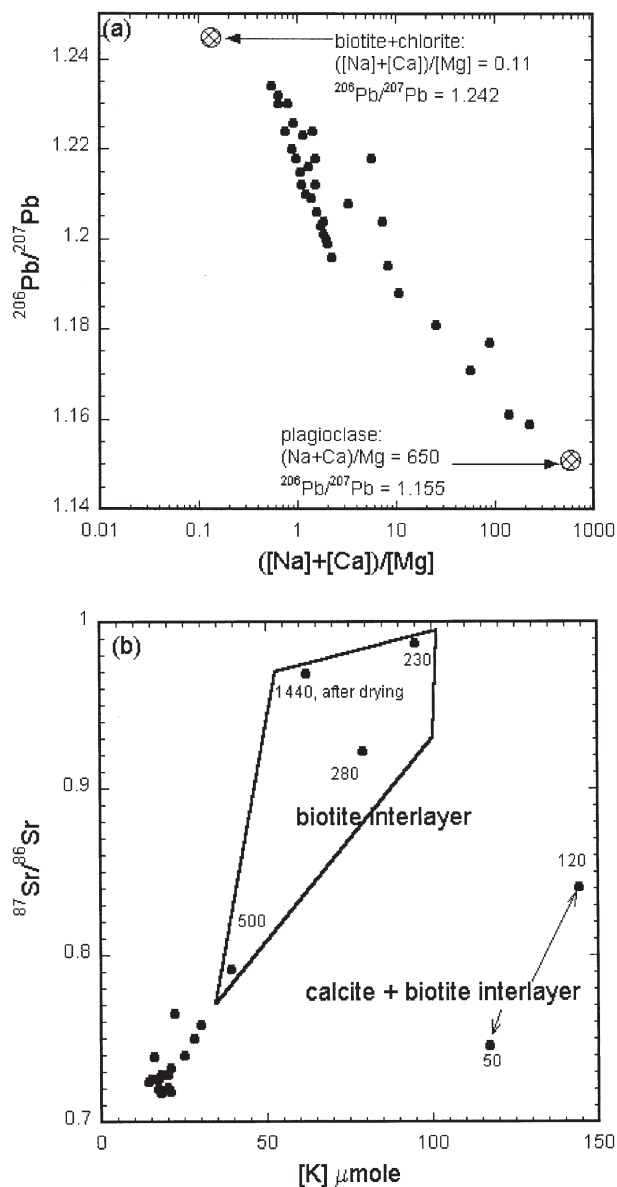 (a)
biotite+chlorite:
([Na]+[Ca])/[Mg] = 0.11
²⁰⁶Pb/²⁰⁷Pb = 1.242
1.24
1.22
1.2
1.18
1.16
1.14
²⁰⁶Pb/²⁰⁷Pb
plagioclase:
(Na+Ca)/Mg = 650
²⁰⁶Pb/²⁰⁷Pb = 1.155
0.01 0.1 1 10 100 1000
([Na]+[Ca])/[Mg]
(b)
1
0.9
0.8
0.7
⁸⁷Sr/⁸⁶Sr
230
1440, after drying
280
biotite interlayer
120
500
calcite + biotite interlayer
50
0 50 100 150
[K] μmole